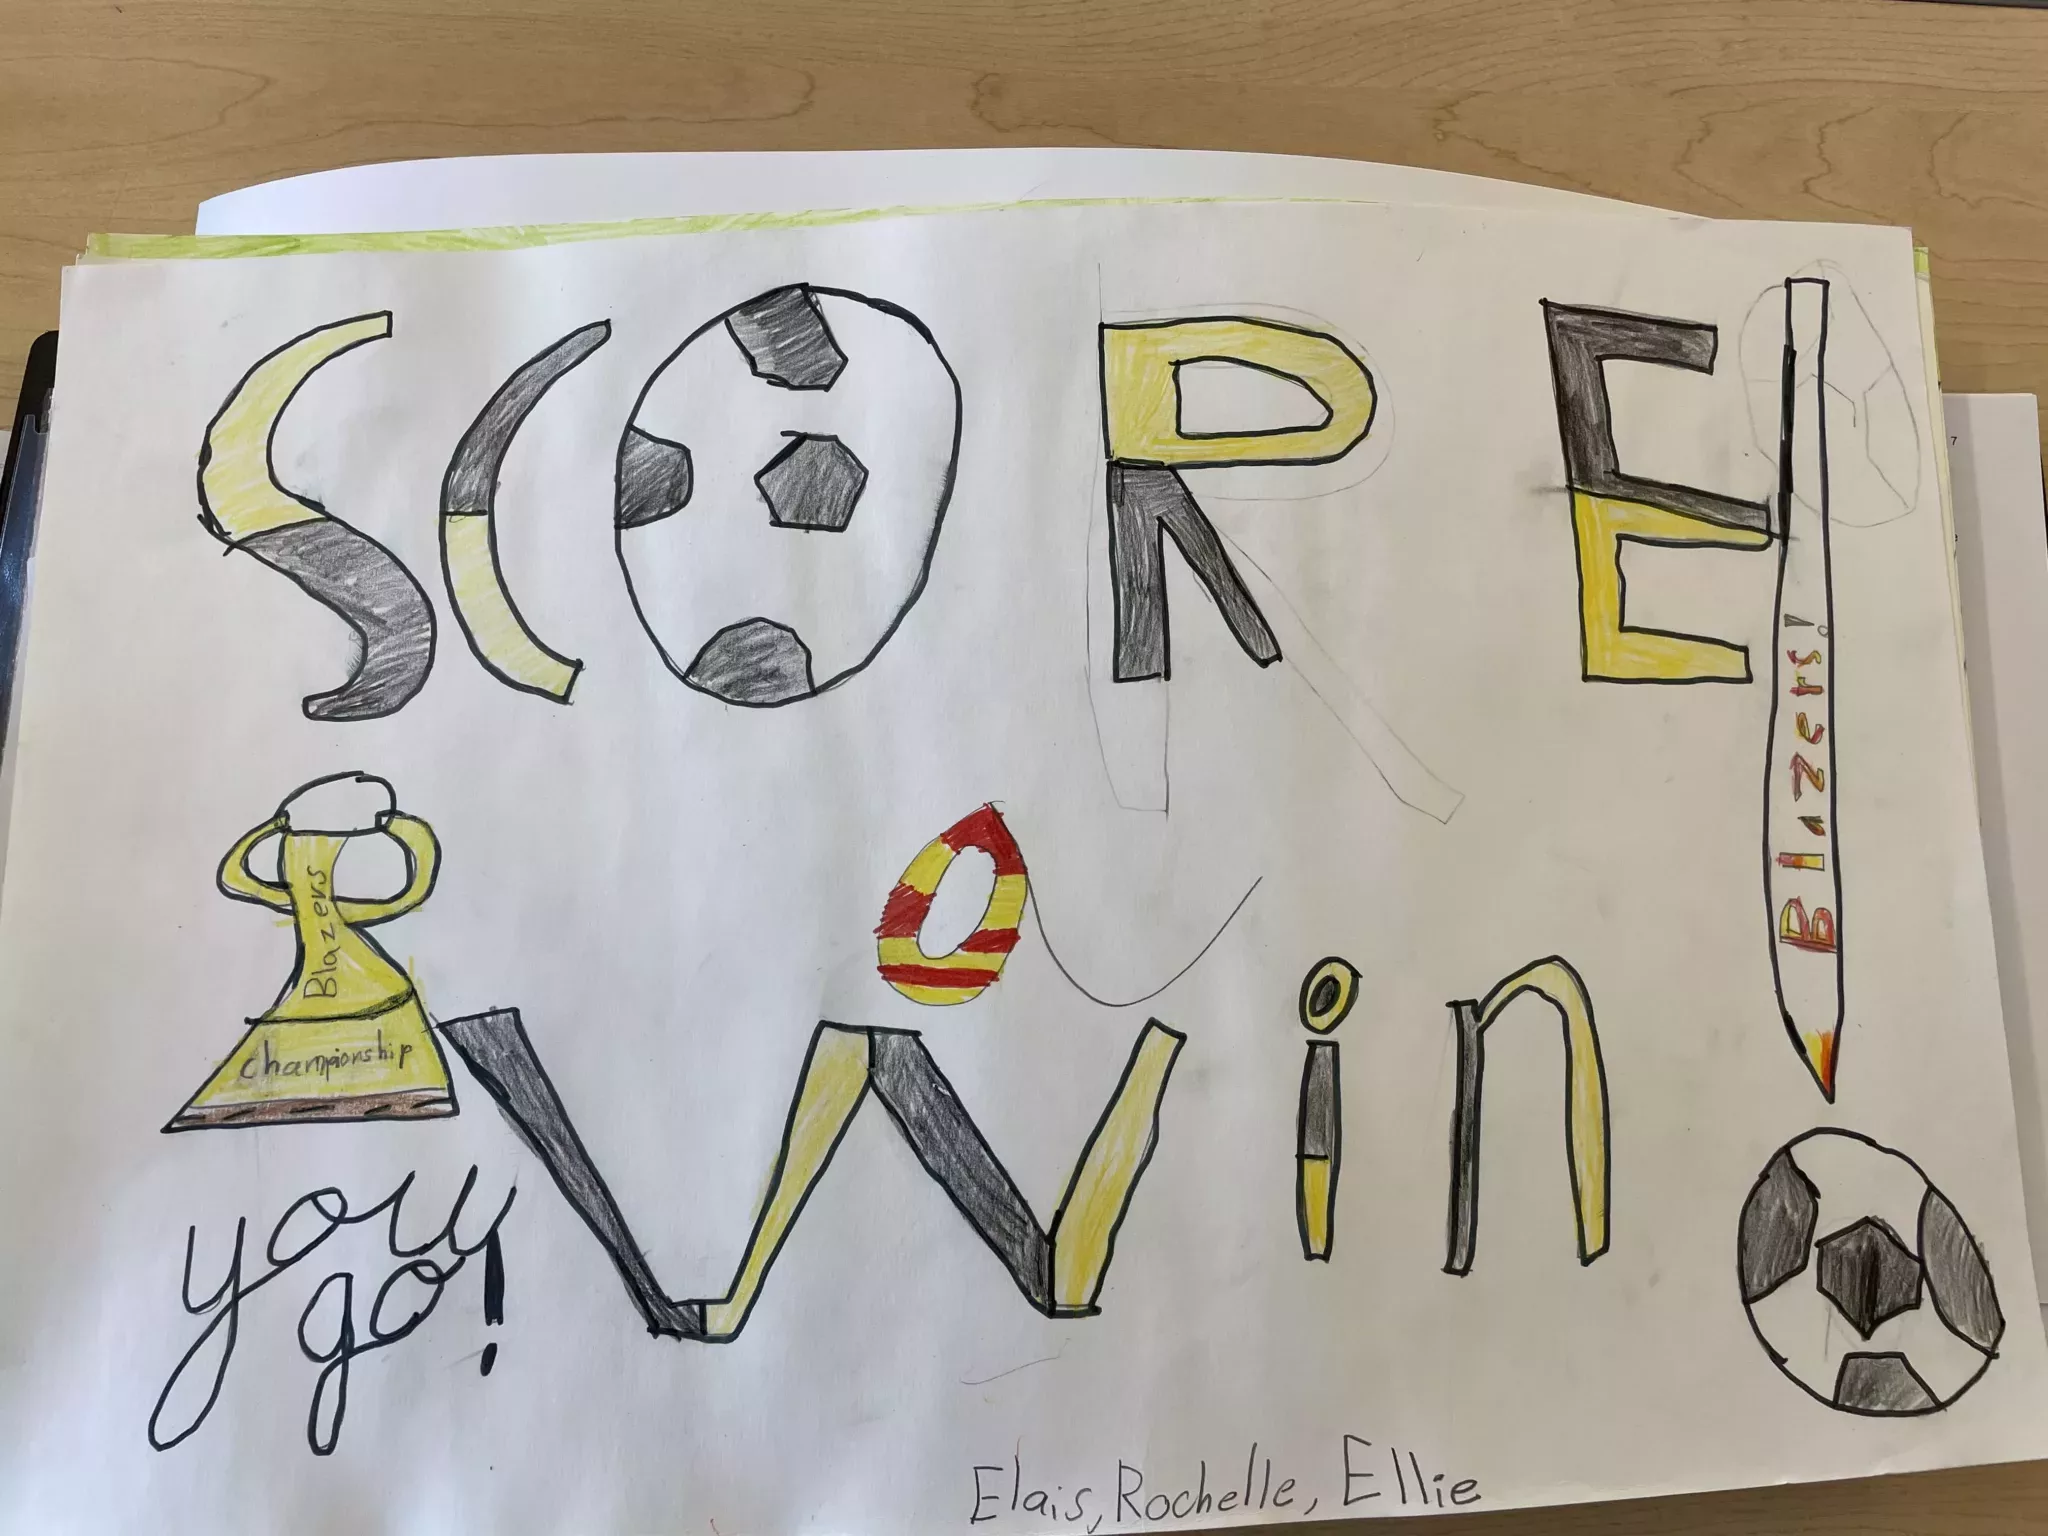 SCORE!
Blazers!
a
Win
Blazers
Championship
you
go!
Elais, Rochelle, Ellie